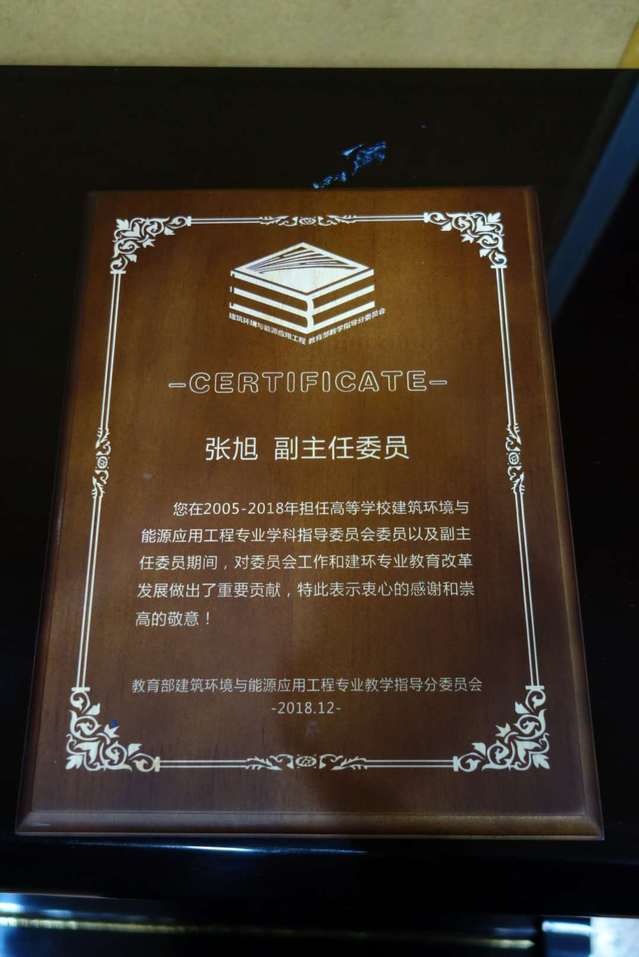 建筑环境与能源应用工程 教育部教学指导分委员会
-CERTIFICATE-
张旭 副主任委员
您在2005-2018年担任高等学校建筑环境与
能源应用工程专业学科指导委员会委员以及副主
任委员期间，对委员会工作和建环专业教育改革
发展做出了重要贡献，特此表示衷心的感谢和崇
高的敬意！
教育部建筑环境与能源应用工程专业教学指导分委员会
-2018.12-